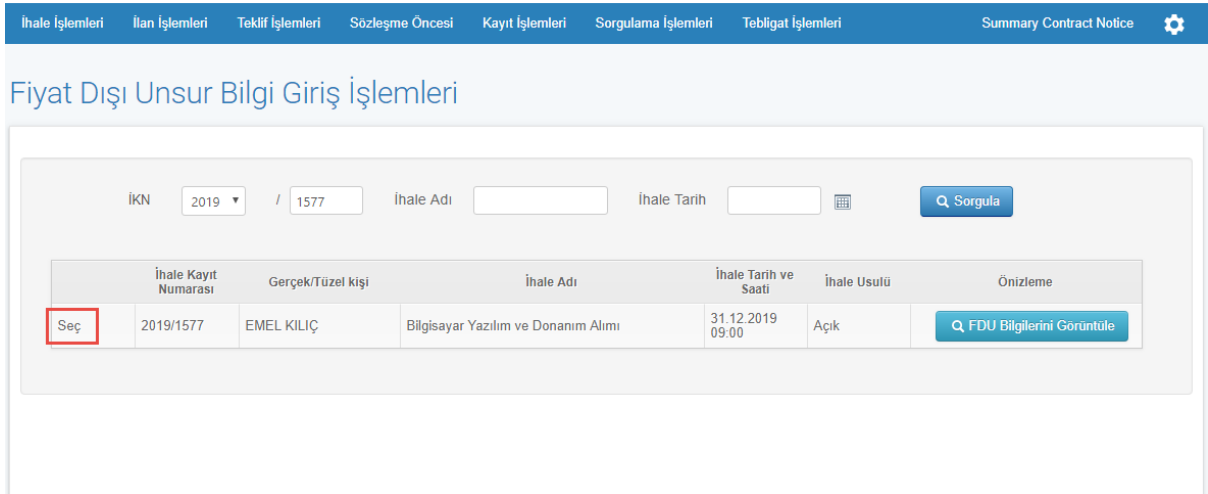 İhale İşlemleri İlan İşlemleri Teklif İşlemleri Sözleşme Öncesi Kayıt İşlemleri Sorgulama İşlemleri Tebligat İşlemleri Summary Contract Notice
Fiyat Dışı Unsur Bilgi Giriş İşlemleri
İKN 2019 / 1577 İhale Adı İhale Tarih Sorgula
İhale Kayıt Numarası Gerçek/Tüzel kişi İhale Adı İhale Tarih ve Saati İhale Usulü Önizleme
Seç 2019/1577 EMEL KILIÇ Bilgisayar Yazılım ve Donanım Alımı 31.12.2019 09:00 Açık FDU Bilgilerini Görüntüle